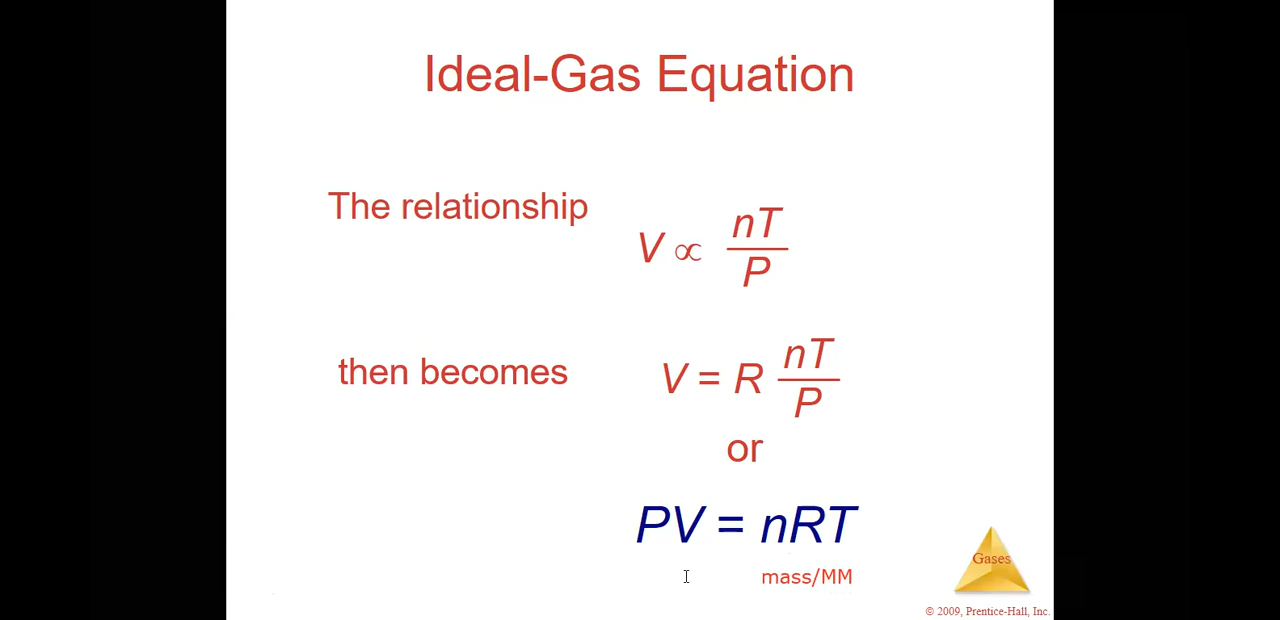 Ideal-Gas Equation
The relationship
V ∝ nT/P
then becomes
V = R nT/P
or
PV = nRT
mass/MM
Gases
© 2009, Prentice-Hall, Inc.